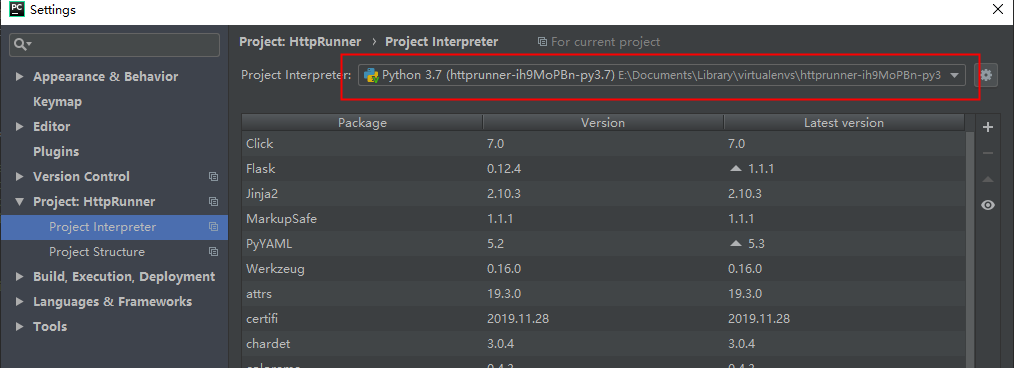 PC
Settings
Project: HttpRunner › Project Interpreter For current project
Project Interpreter: Python 3.7 (httprunner-ih9MoPBn-py3.7) E:\Documents\Library\virtualenvs\httprunner-ih9MoPBn-py3
Appearance & Behavior
Keymap
Editor
Plugins
Version Control
Project: HttpRunner
Project Interpreter
Project Structure
Build, Execution, Deployment
Languages & Frameworks
Tools
Package Version Latest version
Click 7.0 7.0
Flask 0.12.4 1.1.1
Jinja2 2.10.3 2.10.3
MarkupSafe 1.1.1 1.1.1
PyYAML 5.2 5.3
Werkzeug 0.16.0 0.16.0
attrs 19.3.0 19.3.0
certifi 2019.11.28 2019.11.28
chardet 3.0.4 3.0.4